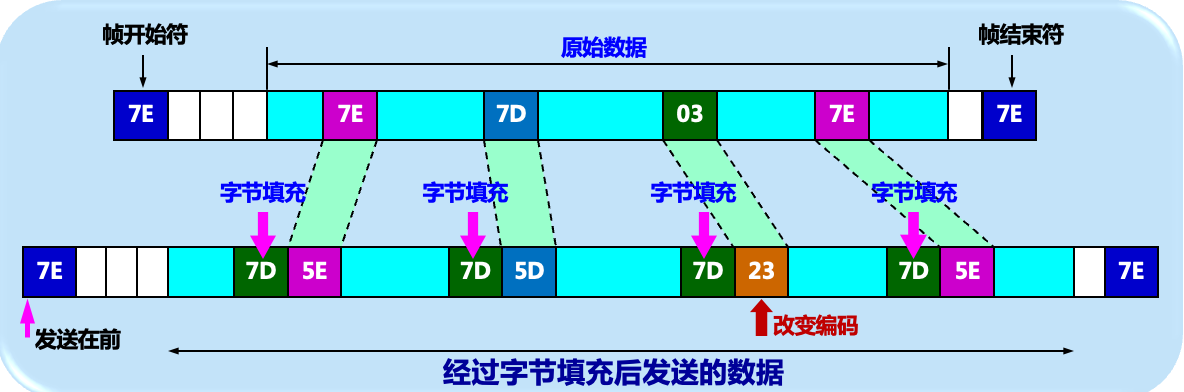 帧开始符
原始数据
帧结束符
7E 7E 7D 03 7E 7E
字节填充 字节填充 字节填充 字节填充
7E 7D 5E 7D 5D 7D 23 7D 5E 7E
发送在前
改变编码
经过字节填充后发送的数据